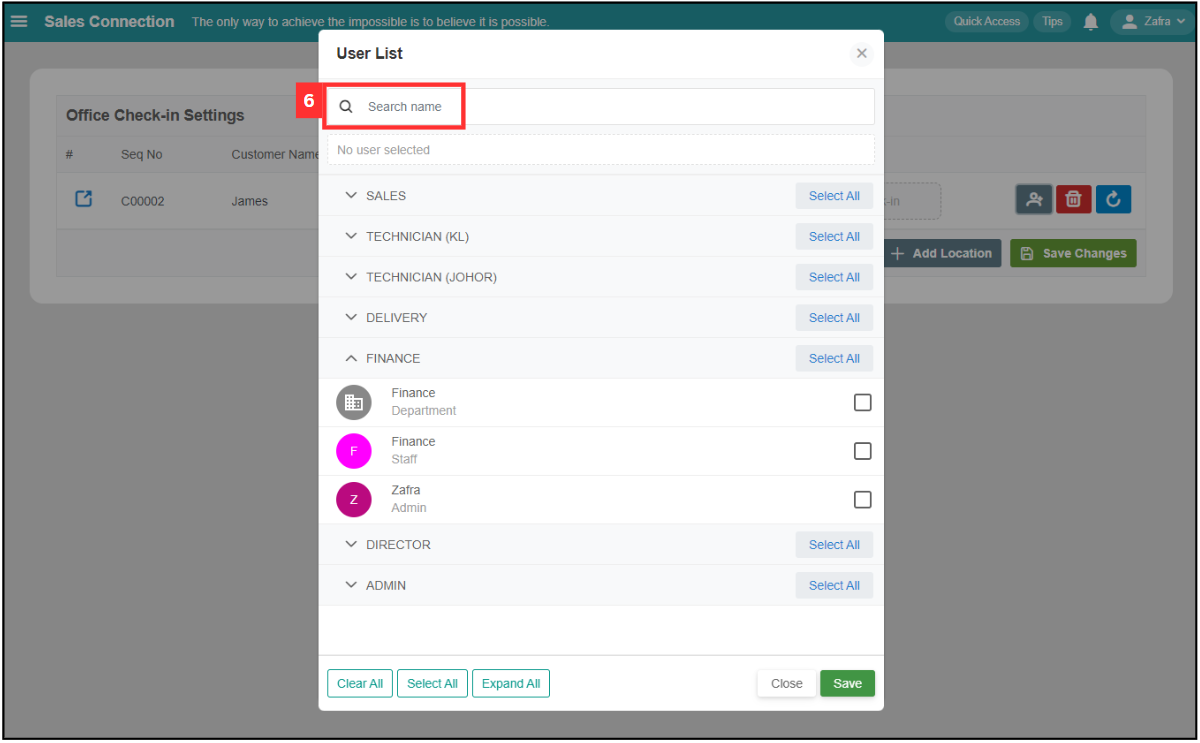 Sales Connection The only way to achieve the impossible is to believe it is possible. Quick Access Tips Zafra
User List
6 Search name
No user selected
Office Check-in Settings
# Seq No Customer Name
C00002 James
-in
Add Location Save Changes
SALES Select All
TECHNICIAN (KL) Select All
TECHNICIAN (JOHOR) Select All
DELIVERY Select All
FINANCE Select All
Finance
Department
F Finance
Staff
Z Zafra
Admin
DIRECTOR Select All
ADMIN Select All
Clear All Select All Expand All Close Save